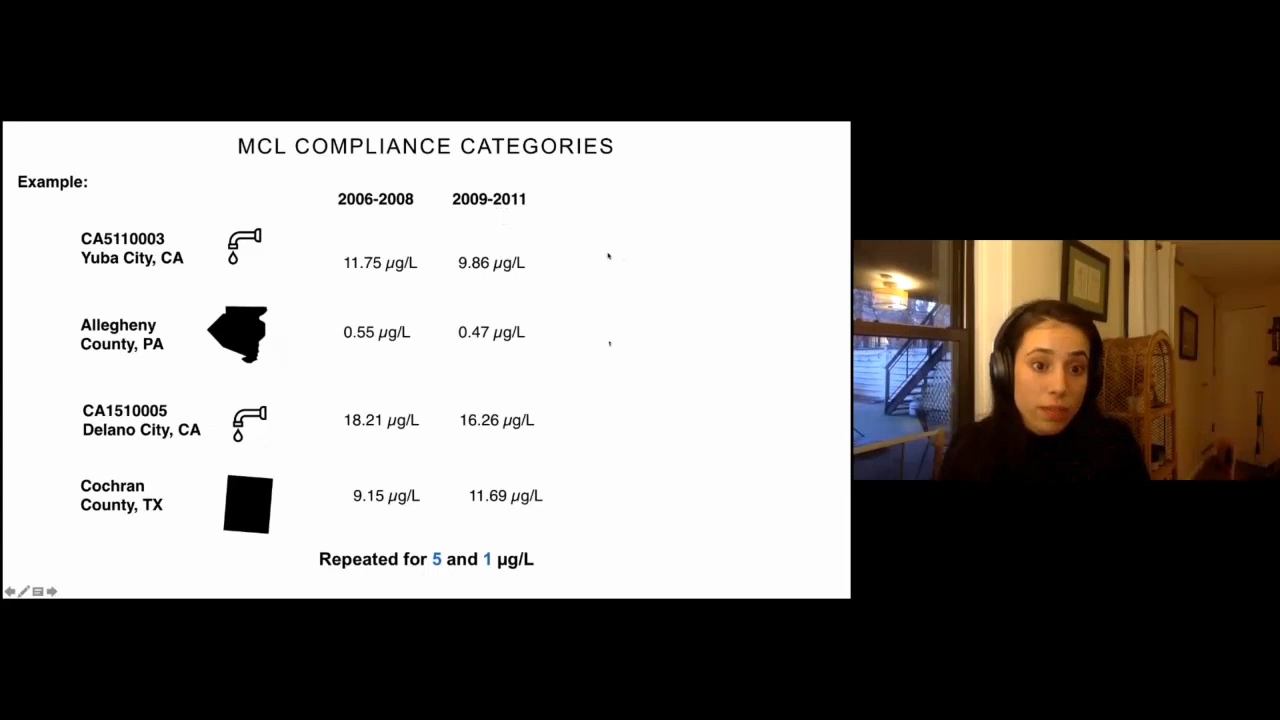 MCL COMPLIANCE CATEGORIES
Example:
2006-2008 2009-2011
CA5110003
Yuba City, CA
11.75 µg/L 9.86 µg/L
Allegheny
County, PA
0.55 µg/L 0.47 µg/L
CA1510005
Delano City, CA
18.21 µg/L 16.26 µg/L
Cochran
County, TX
9.15 µg/L 11.69 µg/L
Repeated for 5 and 1 µg/L